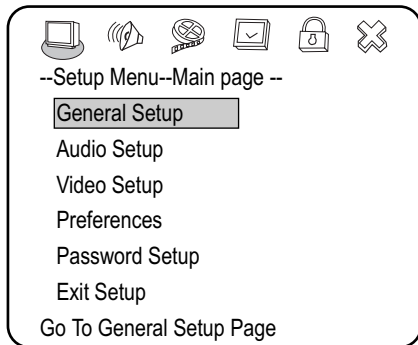 --Setup Menu--Main page --
General Setup
Audio Setup
Video Setup
Preferences
Password Setup
Exit Setup
Go To General Setup Page